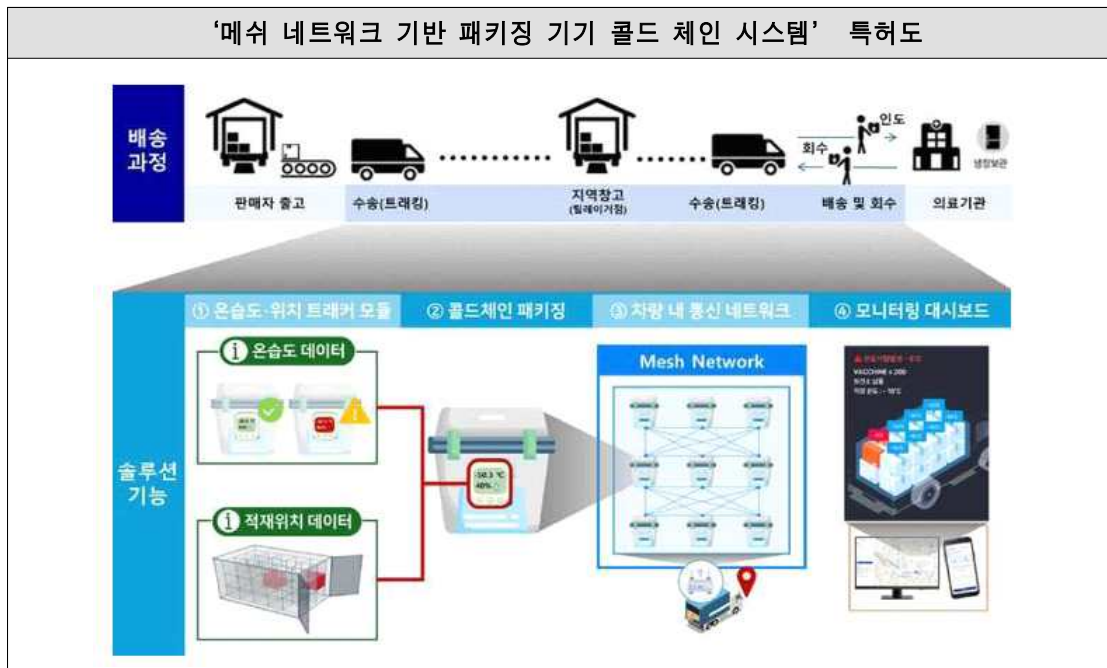 ‘메쉬 네트워크 기반 패키징 기기 콜드 체인 시스템’ 특허도
배송
과정
판매자 출고
수송(트래킹)
지역창고
(릴레이거점)
수송(트래킹)
회수
인도
배송 및 회수
의료기관
냉장보관
솔루션
기능
① 온습도·위치 트래커 모듈
② 콜드체인 패키징
③ 차량 내 통신 네트워크
④ 모니터링 대시보드
온습도 데이터
적재위치 데이터
-50.3 ℃
40%
Mesh Network
VACCHINE x 200